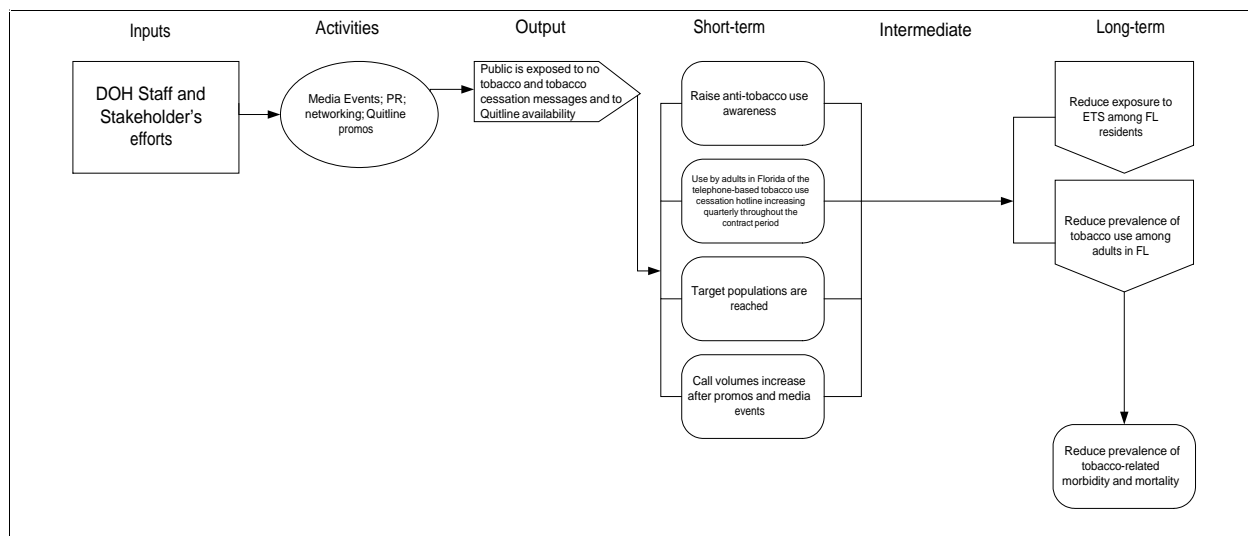 Inputs
Activities
Output
Short-term
Intermediate
Long-term
DOH Staff and
Stakeholder's
efforts
Media Events; PR;
networking; Quitline
promos
Public is exposed to no
tobacco and tobacco
cessation messages and to
Quitline availability
Raise anti-tobacco use
awareness
Use by adults in Florida of the
telephone-based tobacco use
cessation hotline increasing
quarterly throughout the
contract period
Target populations are
reached
Call volumes increase
after promos and media
events
Reduce exposure to
ETS among FL
residents
Reduce prevalence of
tobacco use among
adults in FL
Reduce prevalence of
tobacco-related
morbidity and mortality